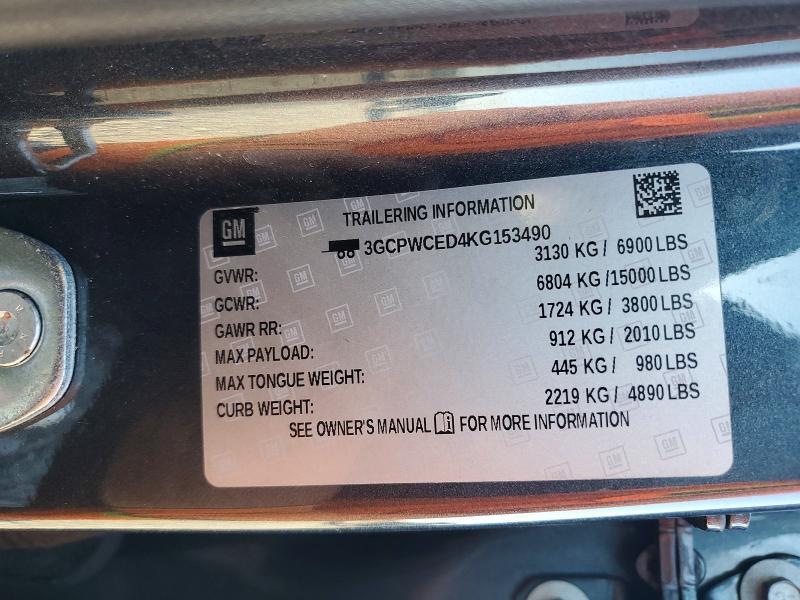 GM
TRAILERING INFORMATION
3GCPWCED4KG153490
GVWR: 3130 KG / 6900 LBS
GCWR: 6804 KG /15000 LBS
GAWR RR: 1724 KG / 3800 LBS
MAX PAYLOAD: 912 KG / 2010 LBS
MAX TONGUE WEIGHT: 445 KG / 980 LBS
CURB WEIGHT: 2219 KG / 4890 LBS
SEE OWNER'S MANUAL FOR MORE INFORMATION